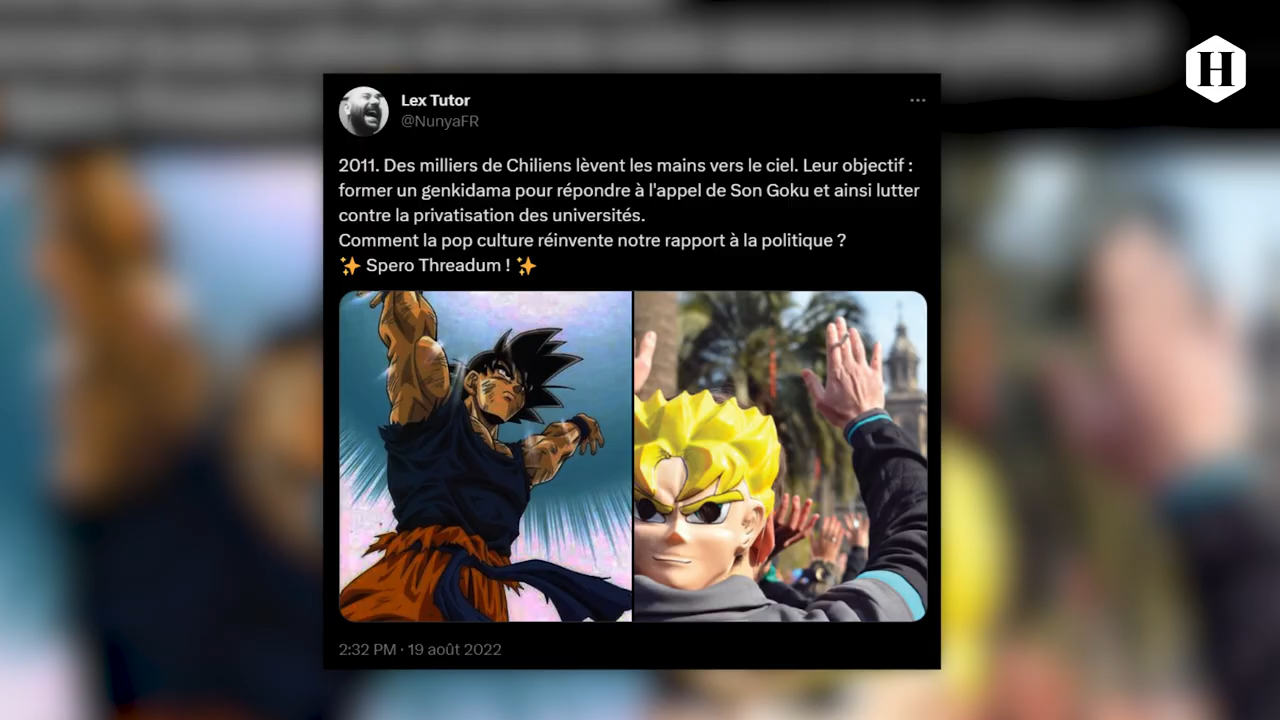 H
Lex Tutor
@NunyaFR
2011. Des milliers de Chiliens lèvent les mains vers le ciel. Leur objectif :
former un genkidama pour répondre à l'appel de Son Goku et ainsi lutter
contre la privatisation des universités.
Comment la pop culture réinvente notre rapport à la politique ?
✨ Spero Threadum ! ✨
2:32 PM · 19 août 2022